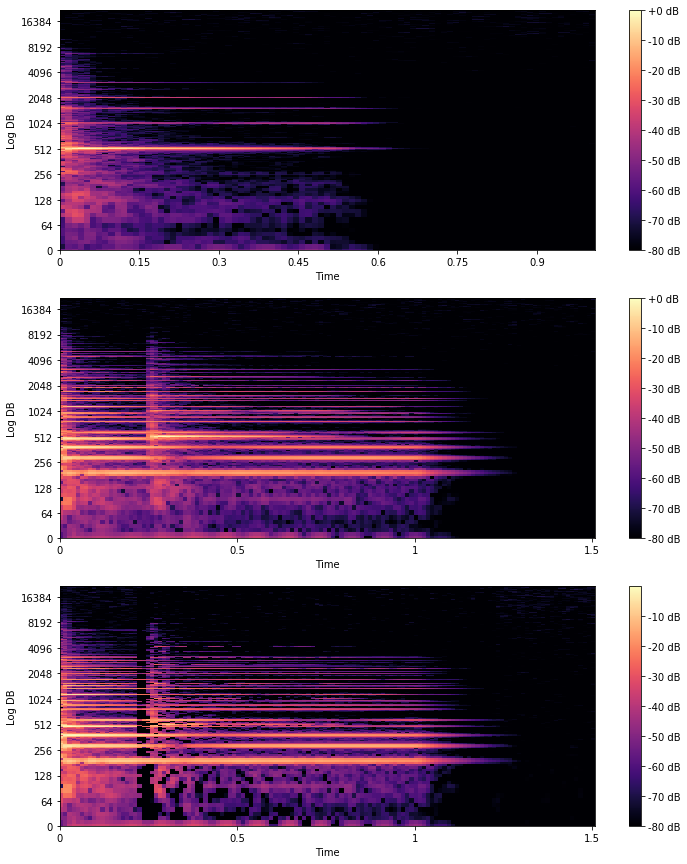 16384
8192
4096
2048
1024
512
256
128
64
0
Log DB
0
0.15
0.3
0.45
0.6
0.75
0.9
Time
+0 dB
-10 dB
-20 dB
-30 dB
-40 dB
-50 dB
-60 dB
-70 dB
-80 dB
16384
8192
4096
2048
1024
512
256
128
64
0
Log DB
0
0.5
1
1.5
Time
+0 dB
-10 dB
-20 dB
-30 dB
-40 dB
-50 dB
-60 dB
-70 dB
-80 dB
16384
8192
4096
2048
1024
512
256
128
64
0
Log DB
0
0.5
1
1.5
Time
-10 dB
-20 dB
-30 dB
-40 dB
-50 dB
-60 dB
-70 dB
-80 dB